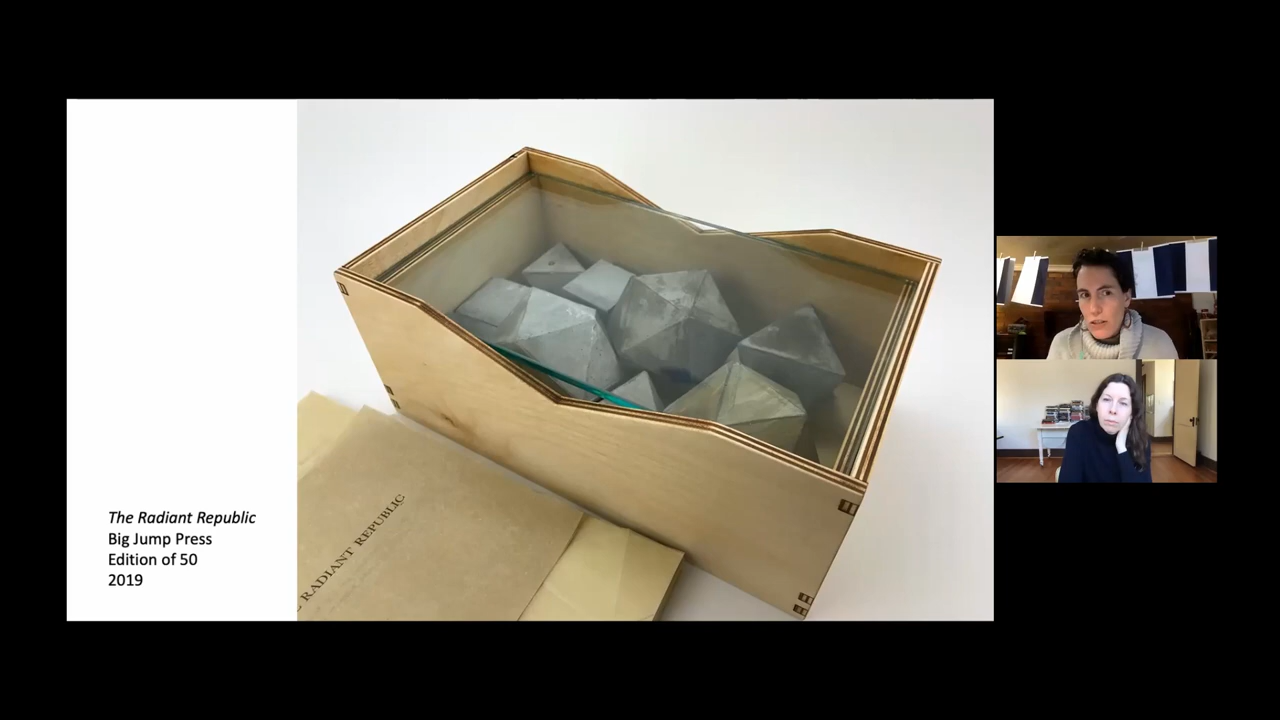 The Radiant Republic
Big Jump Press
Edition of 50
2019
RADIANT REPUBLIC